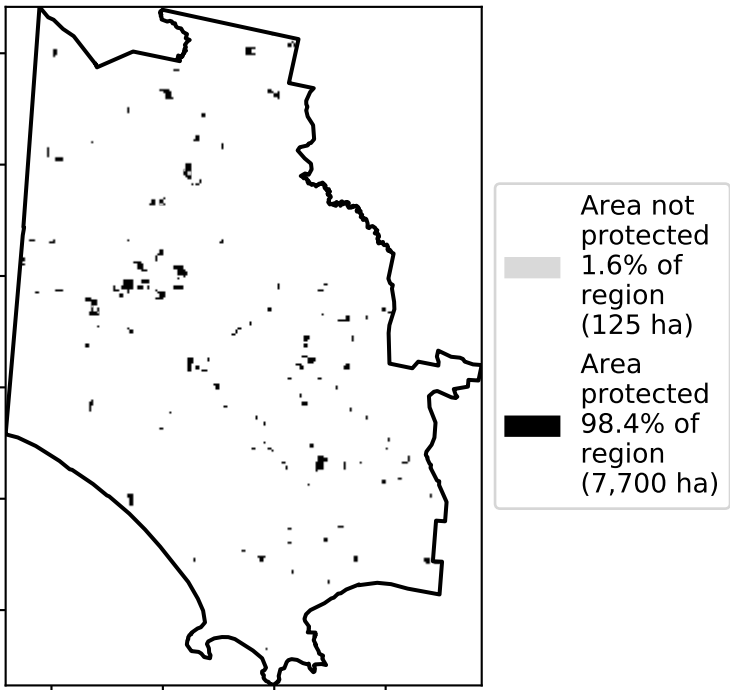 Area not
protected
1.6% of
region
(125 ha)
Area
protected
98.4% of
region
(7,700 ha)